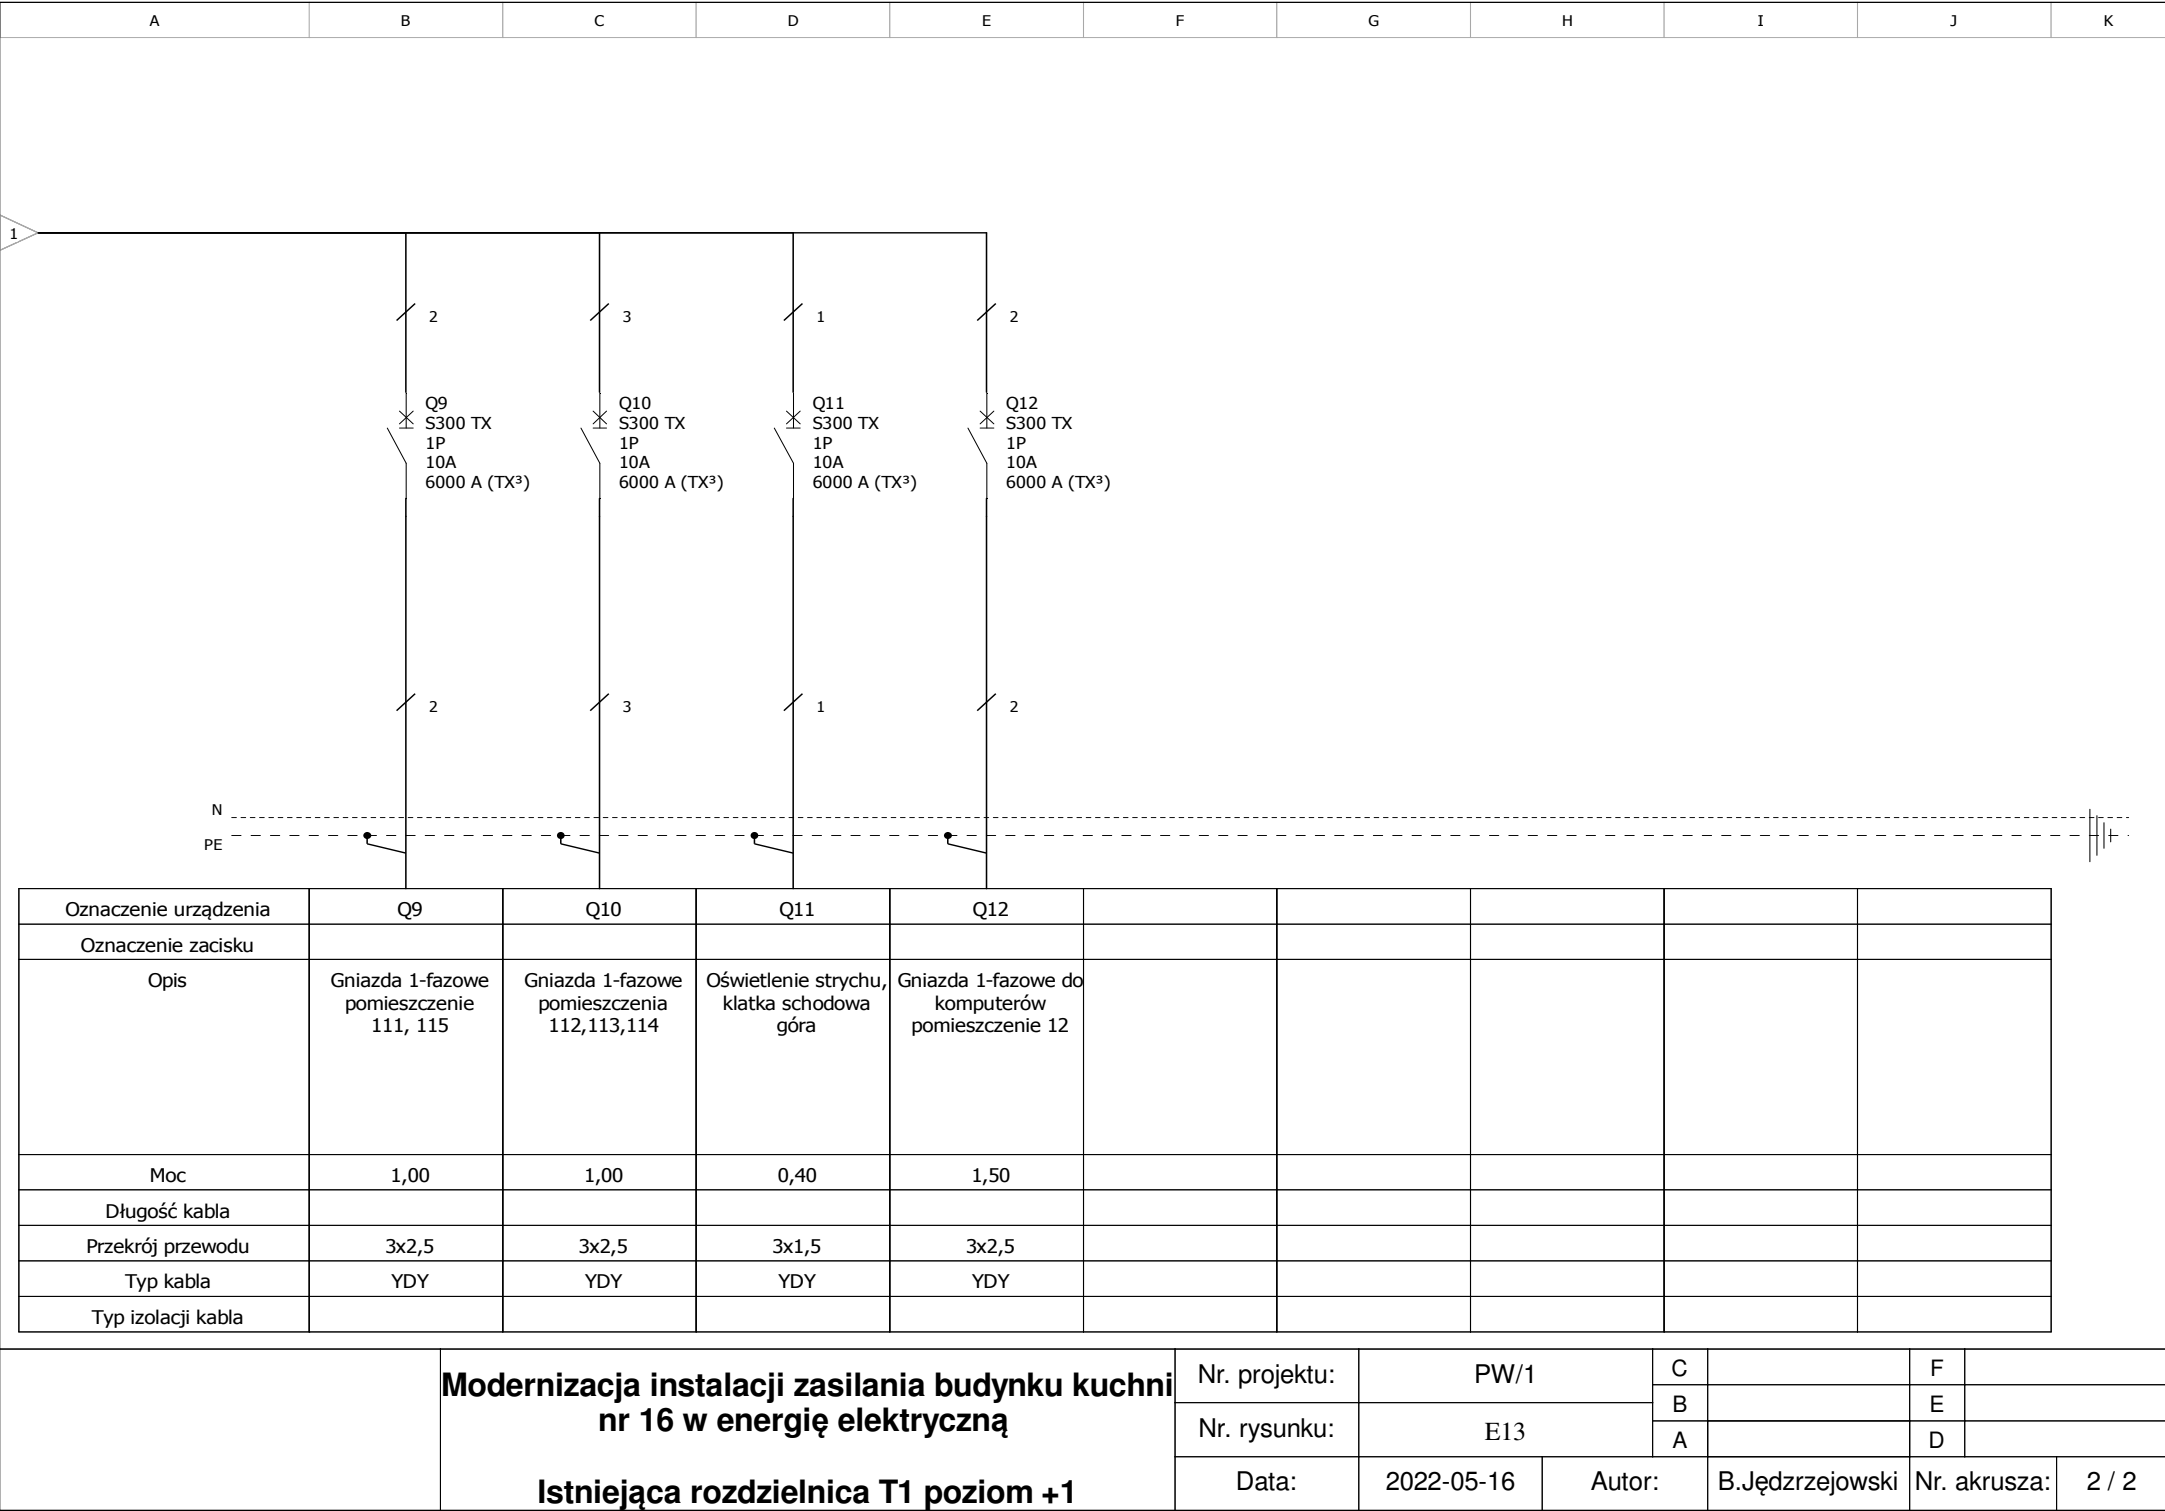 A B C D E F G H I J K
1
2 3 1 2
Q9 Q10 Q11 Q12
S300 TX S300 TX S300 TX S300 TX
1P 1P 1P 1P
10A 10A 10A 10A
6000 A (TX³) 6000 A (TX³) 6000 A (TX³) 6000 A (TX³)
2 3 1 2
N
PE
Oznaczenie urządzenia Q9 Q10 Q11 Q12
Oznaczenie zacisku
Opis Gniazda 1-fazowe Gniazda 1-fazowe Oświetlenie strychu, Gniazda 1-fazowe do
pomieszczenie pomieszczenia klatka schodowa komputerów
111, 115 112,113,114 góra pomieszczenie 12
Moc 1,00 1,00 0,40 1,50
Długość kabla
Przekrój przewodu 3x2,5 3x2,5 3x1,5 3x2,5
Typ kabla YDY YDY YDY YDY
Typ izolacji kabla
Modernizacja instalacji zasilania budynku kuchni
nr 16 w energię elektryczną
Istniejąca rozdzielnica T1 poziom +1
Nr. projektu: PW/1 C F
B E
Nr. rysunku: E13
A D
Data: 2022-05-16 Autor: B.Jędzrzejowski Nr. akrusza: 2 / 2